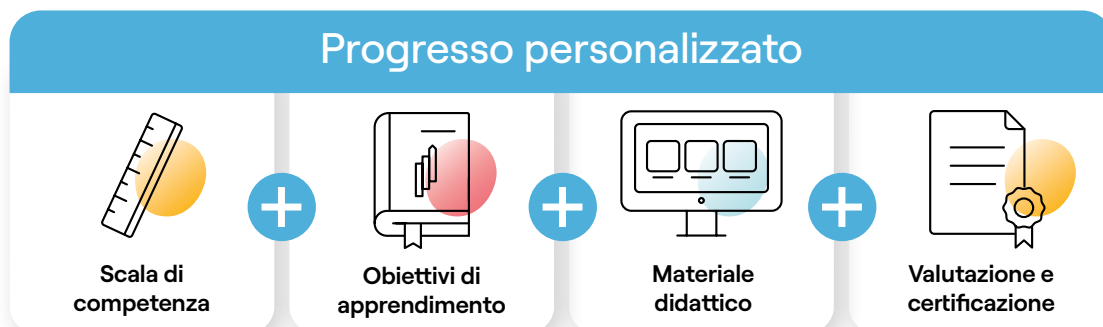 Progresso personalizzato
Scala di
competenza
Obiettivi di
apprendimento
Materiale
didattico
Valutazione e
certificazione